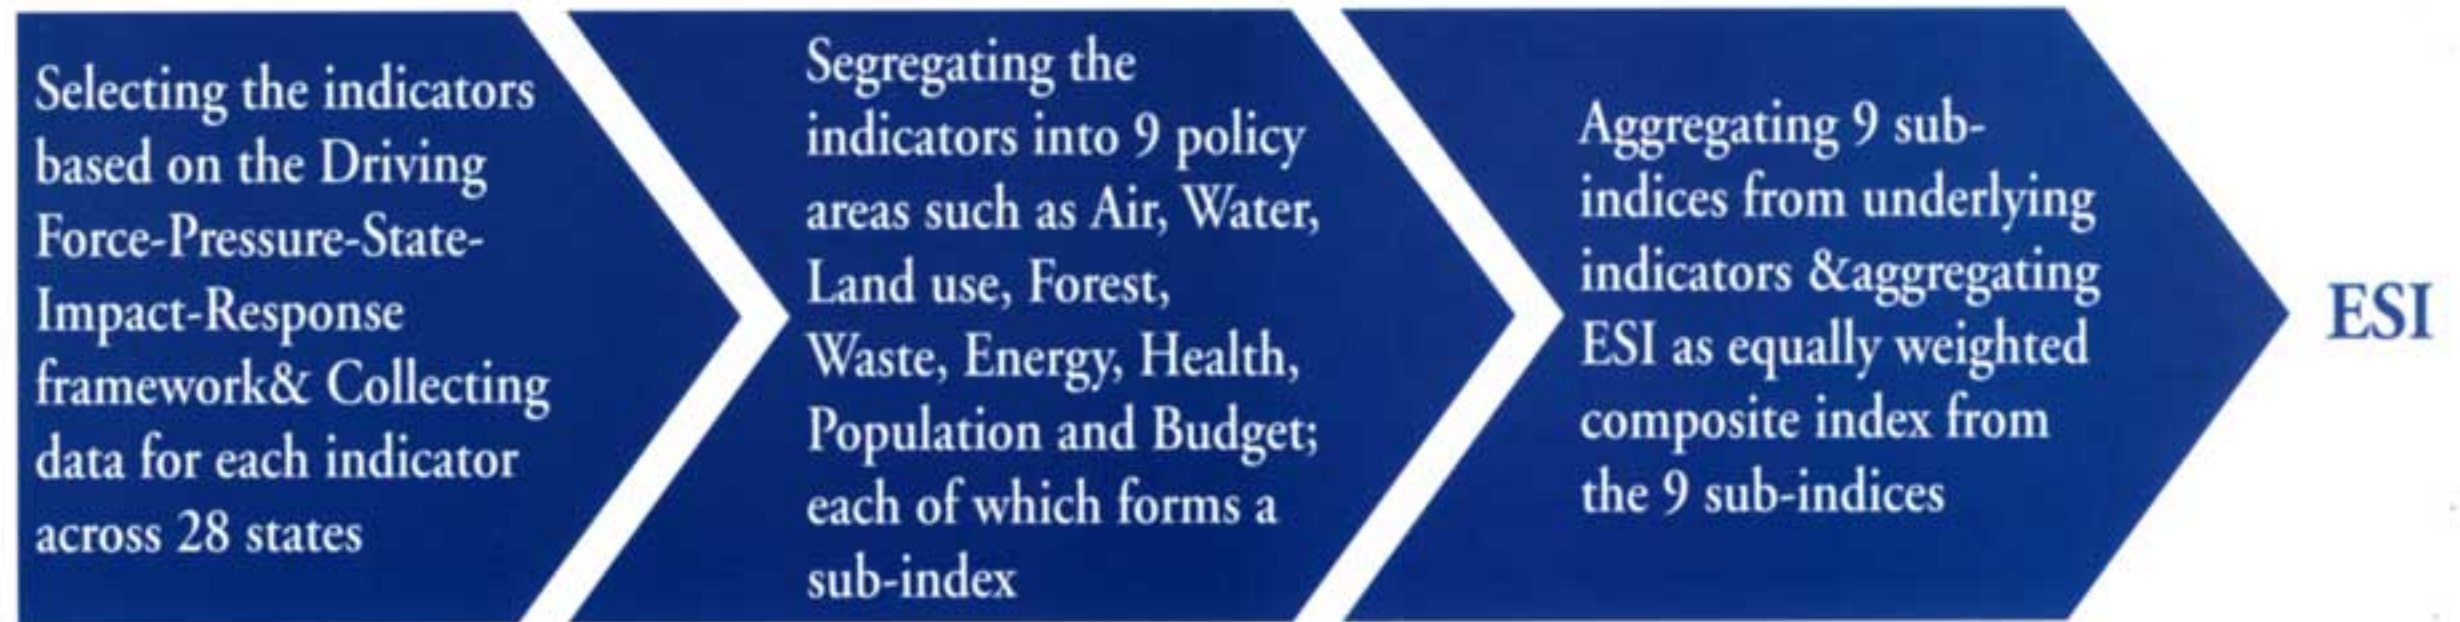 Selecting the indicators
based on the Driving
Force-Pressure-State-
Impact-Response
framework& Collecting
data for each indicator
across 28 states
Segregating the
indicators into 9 policy
areas such as Air, Water,
Land use, Forest,
Waste, Energy, Health,
Population and Budget;
each of which forms a
sub-index
Aggregating 9 sub-
indices from underlying
indicators &aggregating
ESI as equally weighted
composite index from
the 9 sub-indices
ESI